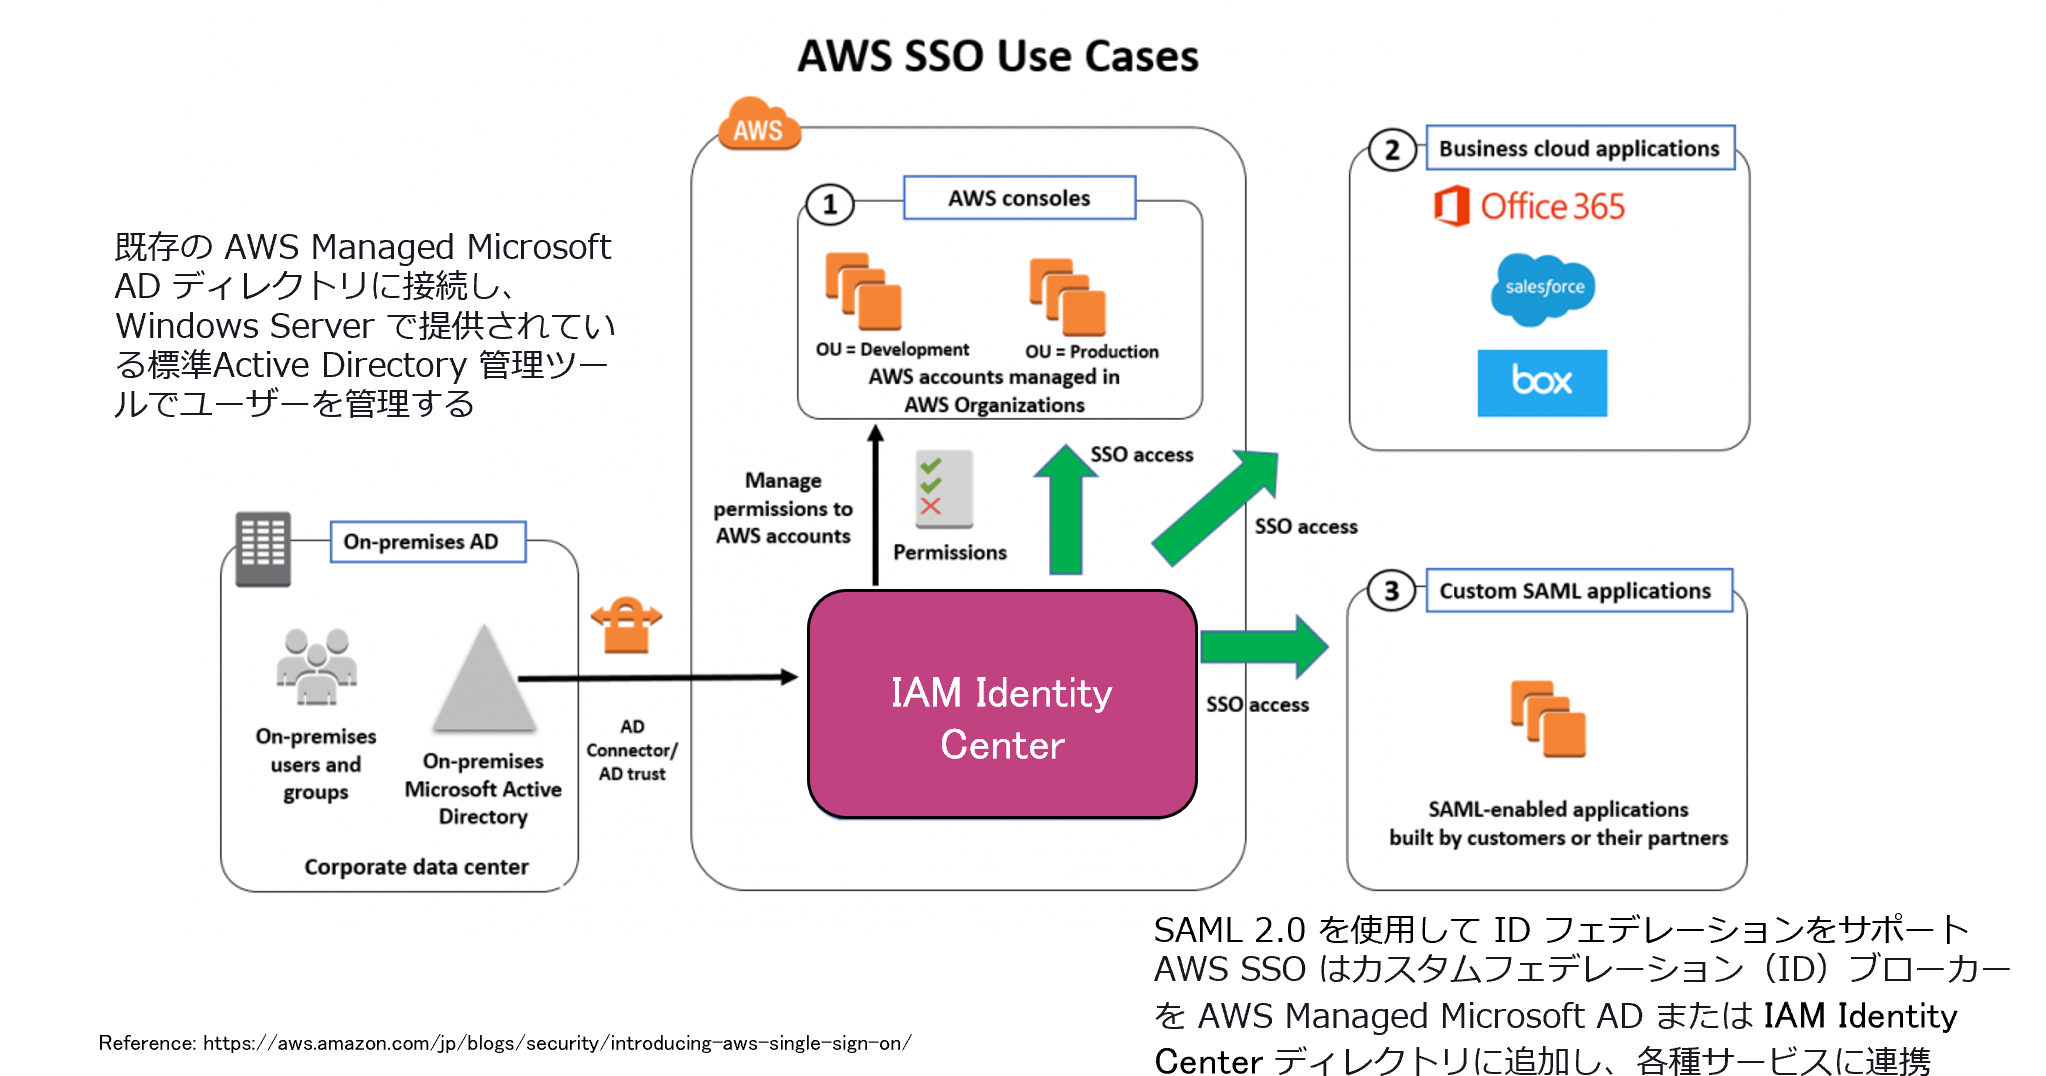 AWS SSO Use Cases
AWS
1
AWS consoles
OU = Development
OU = Production
AWS accounts managed in
AWS Organizations
2
Business cloud applications
Office 365
salesforce
box
既存の AWS Managed Microsoft
AD ディレクトリに接続し、
Windows Server で提供されてい
る標準Active Directory 管理ツー
ルでユーザーを管理する
Manage
permissions to
AWS accounts
Permissions
SSO access
SSO access
On-premises AD
On-premises
users and
groups
On-premises
Microsoft Active
Directory
Corporate data center
AD
Connector/
AD trust
IAM Identity
Center
SSO access
3
Custom SAML applications
SAML-enabled applications
built by customers or their partners
SAML 2.0 を使用して ID フェデレーションをサポート
AWS SSO はカスタムフェデレーション（ID）ブローカー
を AWS Managed Microsoft AD または IAM Identity
Center ディレクトリに追加し、各種サービスに連携
Reference: https://aws.amazon.com/jp/blogs/security/introducing-aws-single-sign-on/